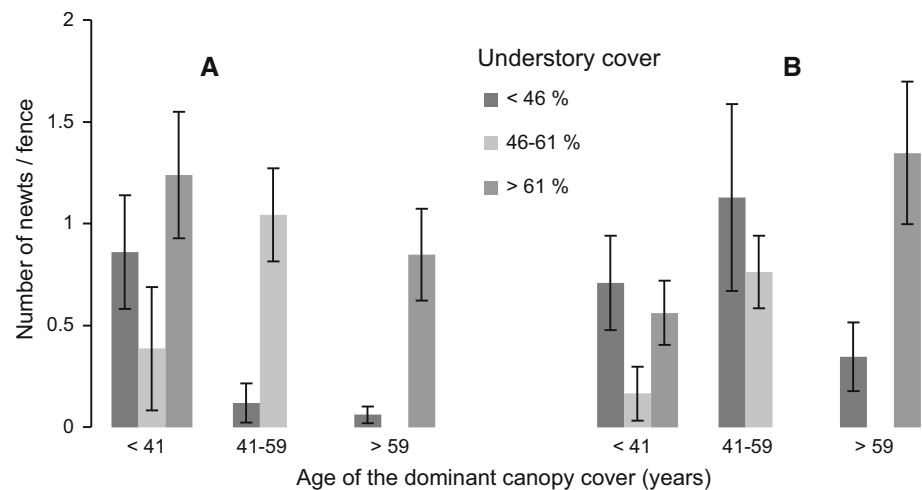 2
A
B
Understory cover
< 46 %
46-61 %
> 61 %
1.5
1
0.5
0
Number of newts / fence
< 41
41-59
> 59
< 41
41-59
> 59
Age of the dominant canopy cover (years)